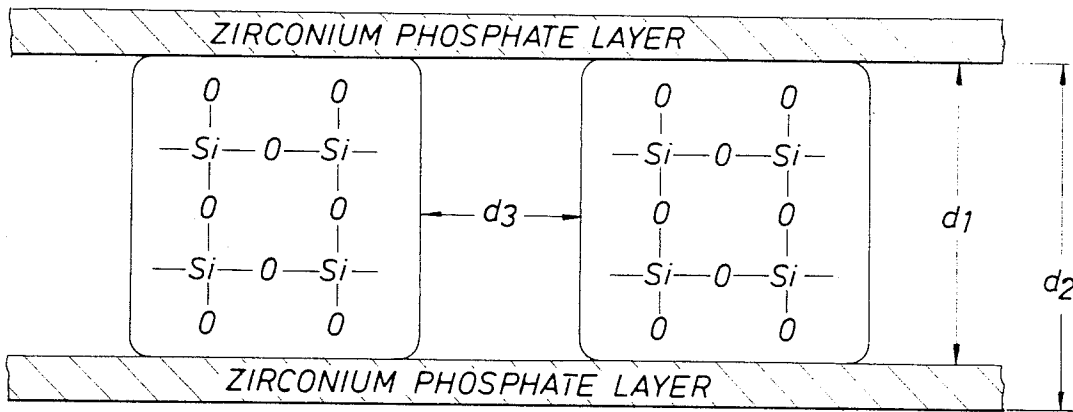 ZIRCONIUM PHOSPHATE LAYER
O O O O
—Si—O—Si— —Si—O—Si—
O O d3 O O d1
—Si—O—Si— —Si—O—Si— d2
O O O O
ZIRCONIUM PHOSPHATE LAYER